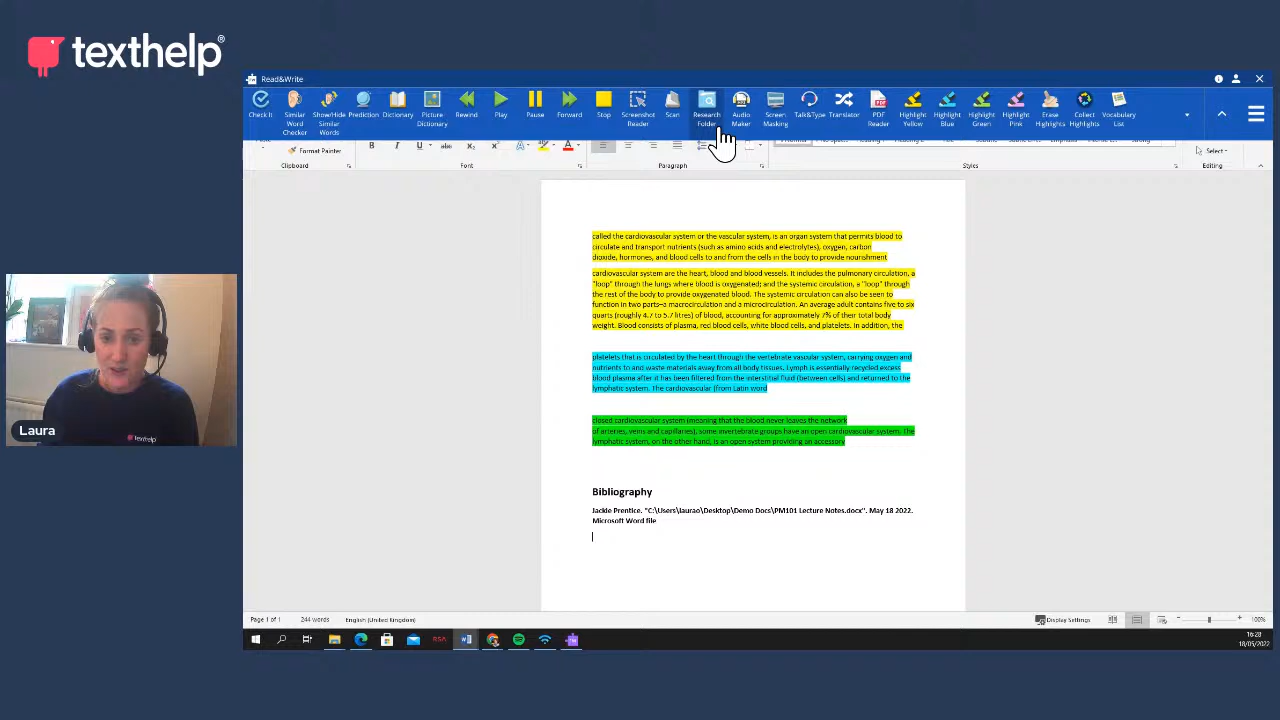 texthelp®
Read&Write
Check It
Similar Word Checker
Show/Hide Similar Words
Prediction
Dictionary
Picture Dictionary
Rewind
Play
Pause
Forward
Stop
Screenshot Reader
Scan
Research Folder
Audio Maker
Screen Masking
Talk&Type
Translator
PDF Reader
Highlight Yellow
Highlight Blue
Highlight Green
Highlight Pink
Erase Highlights
Collect Highlights
Vocabulary List
Format Painter
B I U
A
Select
Clipboard
Font
Paragraph
Styles
Editing
called the cardiovascular system or the vascular system, is an organ system that permits blood to
circulate and transport nutrients (such as amino acids and electrolytes), oxygen, carbon
dioxide, hormones, and blood cells to and from the cells in the body to provide nourishment
cardiovascular system are the heart, blood and blood vessels. It includes the pulmonary circulation, a
"loop" through the lungs where blood is oxygenated; and the systemic circulation, a "loop" through
the rest of the body to provide oxygenated blood. The systemic circulation can also be seen to
function in two parts–a macrocirculation and a microcirculation. An average adult contains five to six
quarts (roughly 4.7 to 5.7 litres) of blood, accounting for approximately 7% of their total body
weight. Blood consists of plasma, red blood cells, white blood cells, and platelets. In addition, the
platelets that is circulated by the heart through the vertebrate vascular system, carrying oxygen and
nutrients to and waste materials away from all body tissues. Lymph is essentially recycled excess
blood plasma after it has been filtered from the interstitial fluid (between cells) and returned to the
lymphatic system. The cardiovascular (from Latin word
closed cardiovascular system (meaning that the blood never leaves the network
of arteries, veins and capillaries), some invertebrate groups have an open cardiovascular system. The
lymphatic system, on the other hand, is an open system providing an accessory
Bibliography
Jackie Prentice. "C:\Users\laurao\Desktop\Demo Docs\PM101 Lecture Notes.docx". May 18 2022.
Microsoft Word file
Laura
texthelp
Page 1 of 1
244 words
English (United Kingdom)
Display Settings
100%
RSA
16:28
18/05/2022